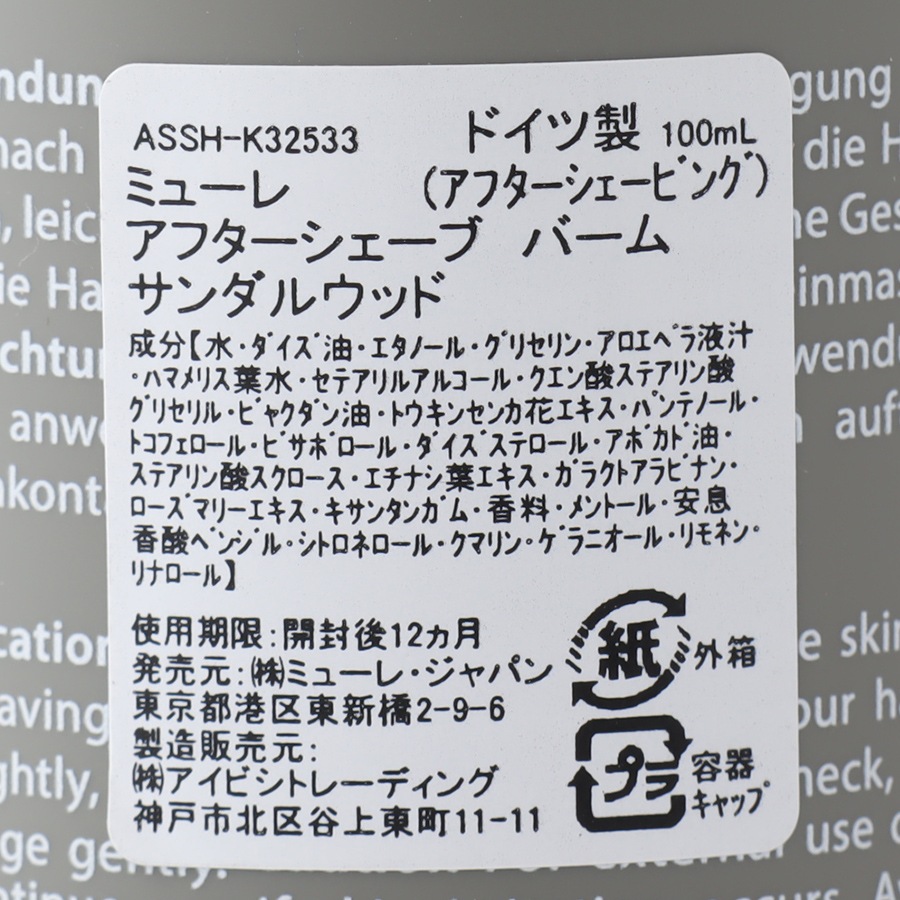 ASSH-K32533 ドイツ製 100mL
ミューレ (アフターシェービング)
アフターシェーブ バーム
サンダルウッド
成分【水・ダイズ油・エタノール・グリセリン・アロエベラ液汁
・ハマメリス葉水・セテアリルアルコール・クエン酸ステアリン酸
グリセリル・ビャクダン油・トウキンセンカ花エキス・パンテノール・
トコフェロール・ビサボロール・ダイズステロール・アボカド油・
ステアリン酸スクロース・エチナシ葉エキス・ガラクトアラビナン・
ローズマリーエキス・キサンタンガム・香料・メントール・安息
香酸ベンジル・シトロネロール・クマリン・ゲラニオール・リモネン・
リナロール】
使用期限:開封後12カ月
発売元:㈱ミューレ・ジャパン
東京都港区東新橋2-9-6
製造販売元:
㈱アイビシトレーディング
神戸市北区谷上東町11-11
紙 外箱
プラ 容器
キャップ